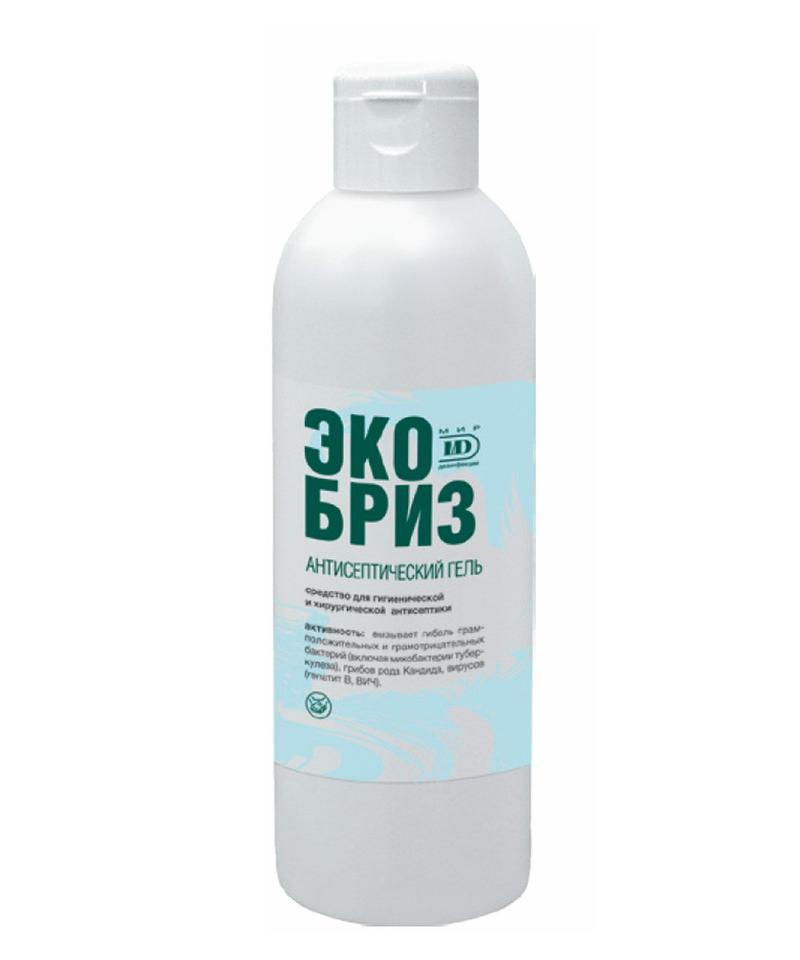 ЭКО
БРИЗ
МИР
дезинфекции
АНТИСЕПТИЧЕСКИЙ ГЕЛЬ
средство для гигиенической
и хирургической антисептики
активность: вызывает гибель грам-
положительных и грамотрицательных
бактерий (включая микобактерии тубер-
кулеза), грибов рода Кандида, вирусов
(гепатит В, ВИЧ).